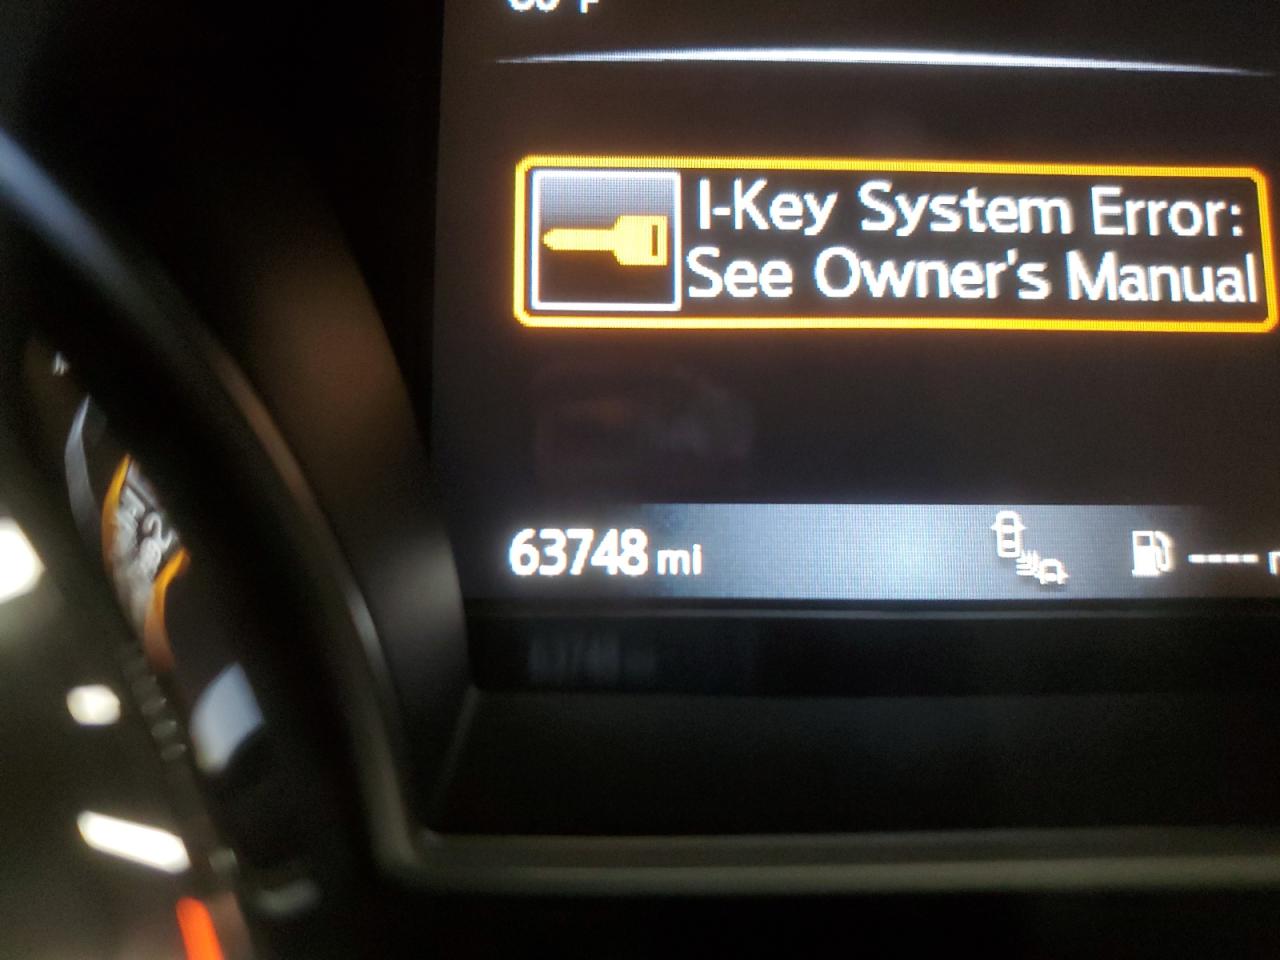 I-Key System Error:
See Owner's Manual
63748 mi
----